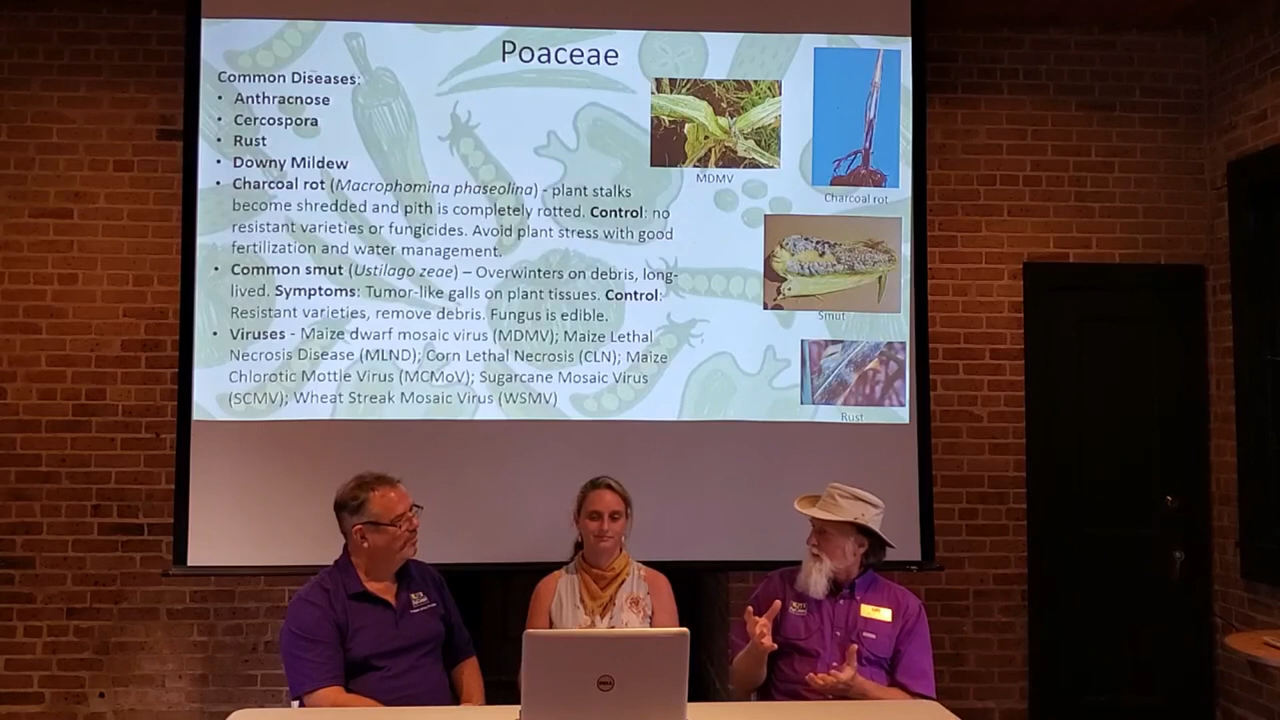 Poaceae
Common Diseases:
• Anthracnose
• Cercospora
• Rust
• Downy Mildew
• Charcoal rot (Macrophomina phaseolina) - plant stalks
become shredded and pith is completely rotted. Control: no
resistant varieties or fungicides. Avoid plant stress with good
fertilization and water management.
• Common smut (Ustilago zeae) – Overwinters on debris, long-
lived. Symptoms: Tumor-like galls on plant tissues. Control:
Resistant varieties, remove debris. Fungus is edible.
• Viruses - Maize dwarf mosaic virus (MDMV); Maize Lethal
Necrosis Disease (MLND); Corn Lethal Necrosis (CLN); Maize
Chlorotic Mottle Virus (MCMoV); Sugarcane Mosaic Virus
(SCMV); Wheat Streak Mosaic Virus (WSMV)
MDMV
Charcoal rot
Smut
Rust
DELL